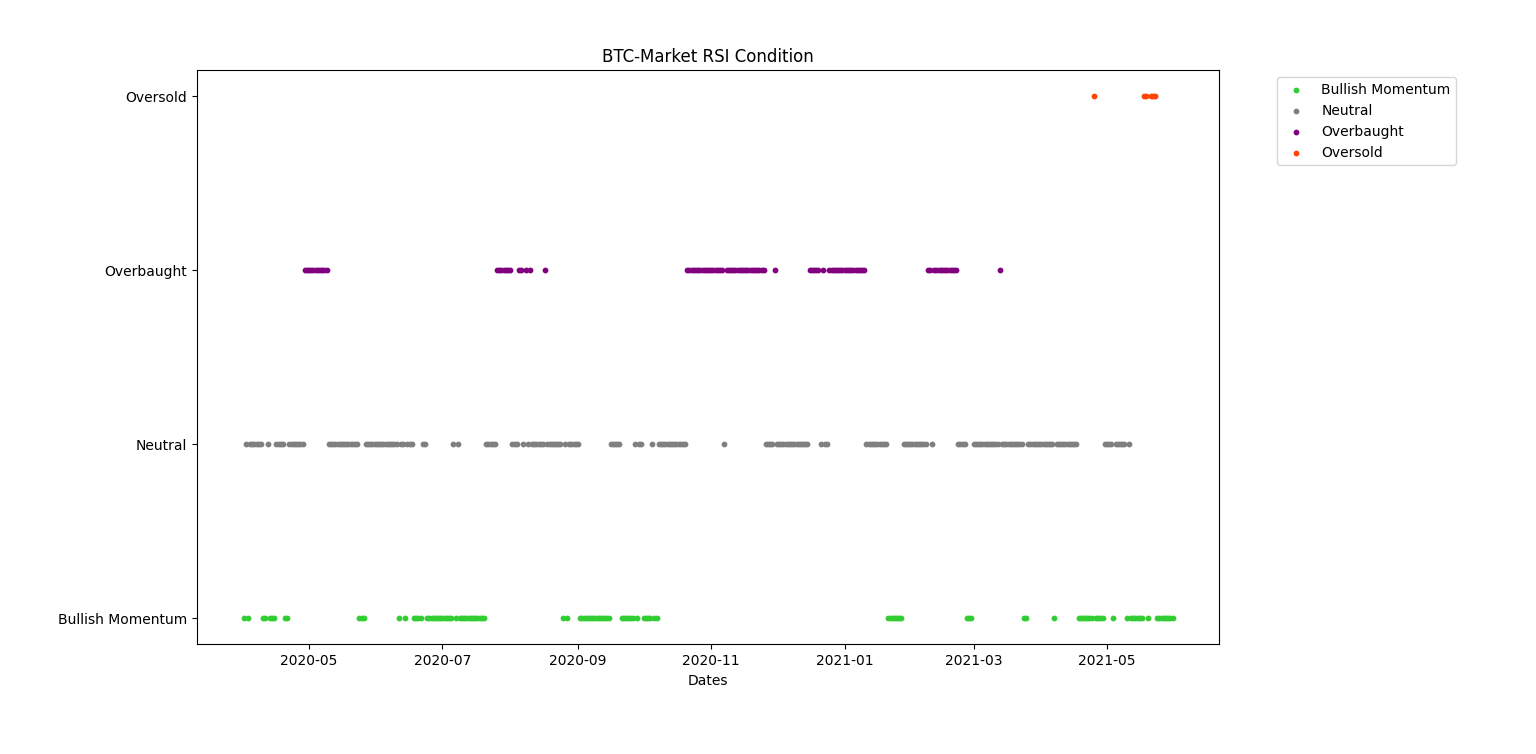 BTC-Market RSI Condition
Oversold
Overbaught
Neutral
Bullish Momentum
2020-05
2020-07
2020-09
2020-11
2021-01
2021-03
2021-05
Dates
Bullish Momentum
Neutral
Overbaught
Oversold